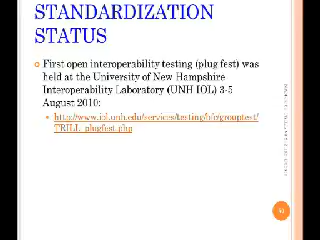 STANDARDIZATION
STATUS
First open interoperability testing (plug fest) was
held at the University of New Hampshire
Interoperability Laboratory (UNH IOL) 3-5
August 2010:
http://www.iol.unh.edu/services/testing/bfc/grouptest/
TRILL_plugfest.php